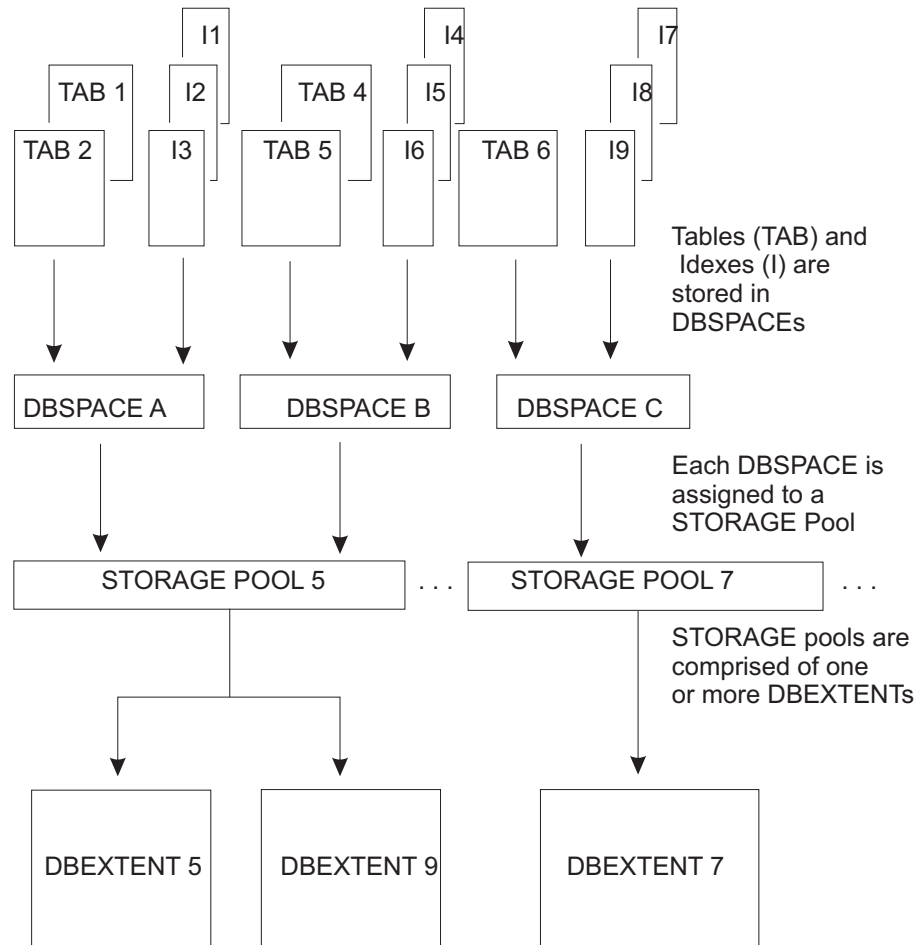 I1
I4
I7
TAB 1
I2
TAB 4
I5
I8
TAB 2
I3
TAB 5
I6
TAB 6
I9
Tables (TAB) and
Idexes (I) are
stored in
DBSPACEs
DBSPACE A
DBSPACE B
DBSPACE C
Each DBSPACE is
assigned to a
STORAGE Pool
STORAGE POOL 5
. . .
STORAGE POOL 7
. . .
STORAGE pools are
comprised of one
or more DBEXTENTs
DBEXTENT 5
DBEXTENT 9
DBEXTENT 7